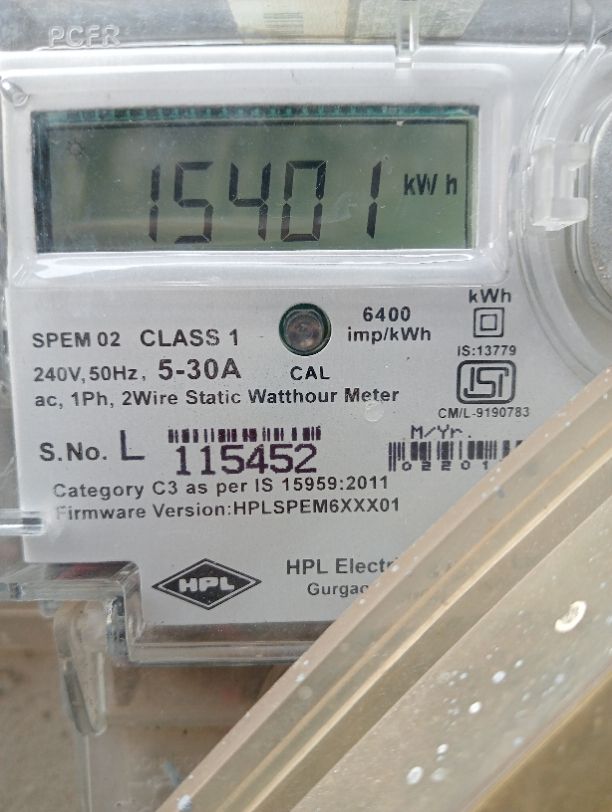 PCFR
15401 kWh
SPEM 02 CLASS 1
6400
imp/kWh
kWh
IS:13779
240V, 50Hz, 5-30A
CAL
ISI
CM/L-9190783
ac, 1Ph, 2Wire Static Watthour Meter
S.No. L 115452
M/Yr.
Category C3 as per IS 15959:2011
Firmware Version:HPLSPEM6XXX01
HPL
HPL